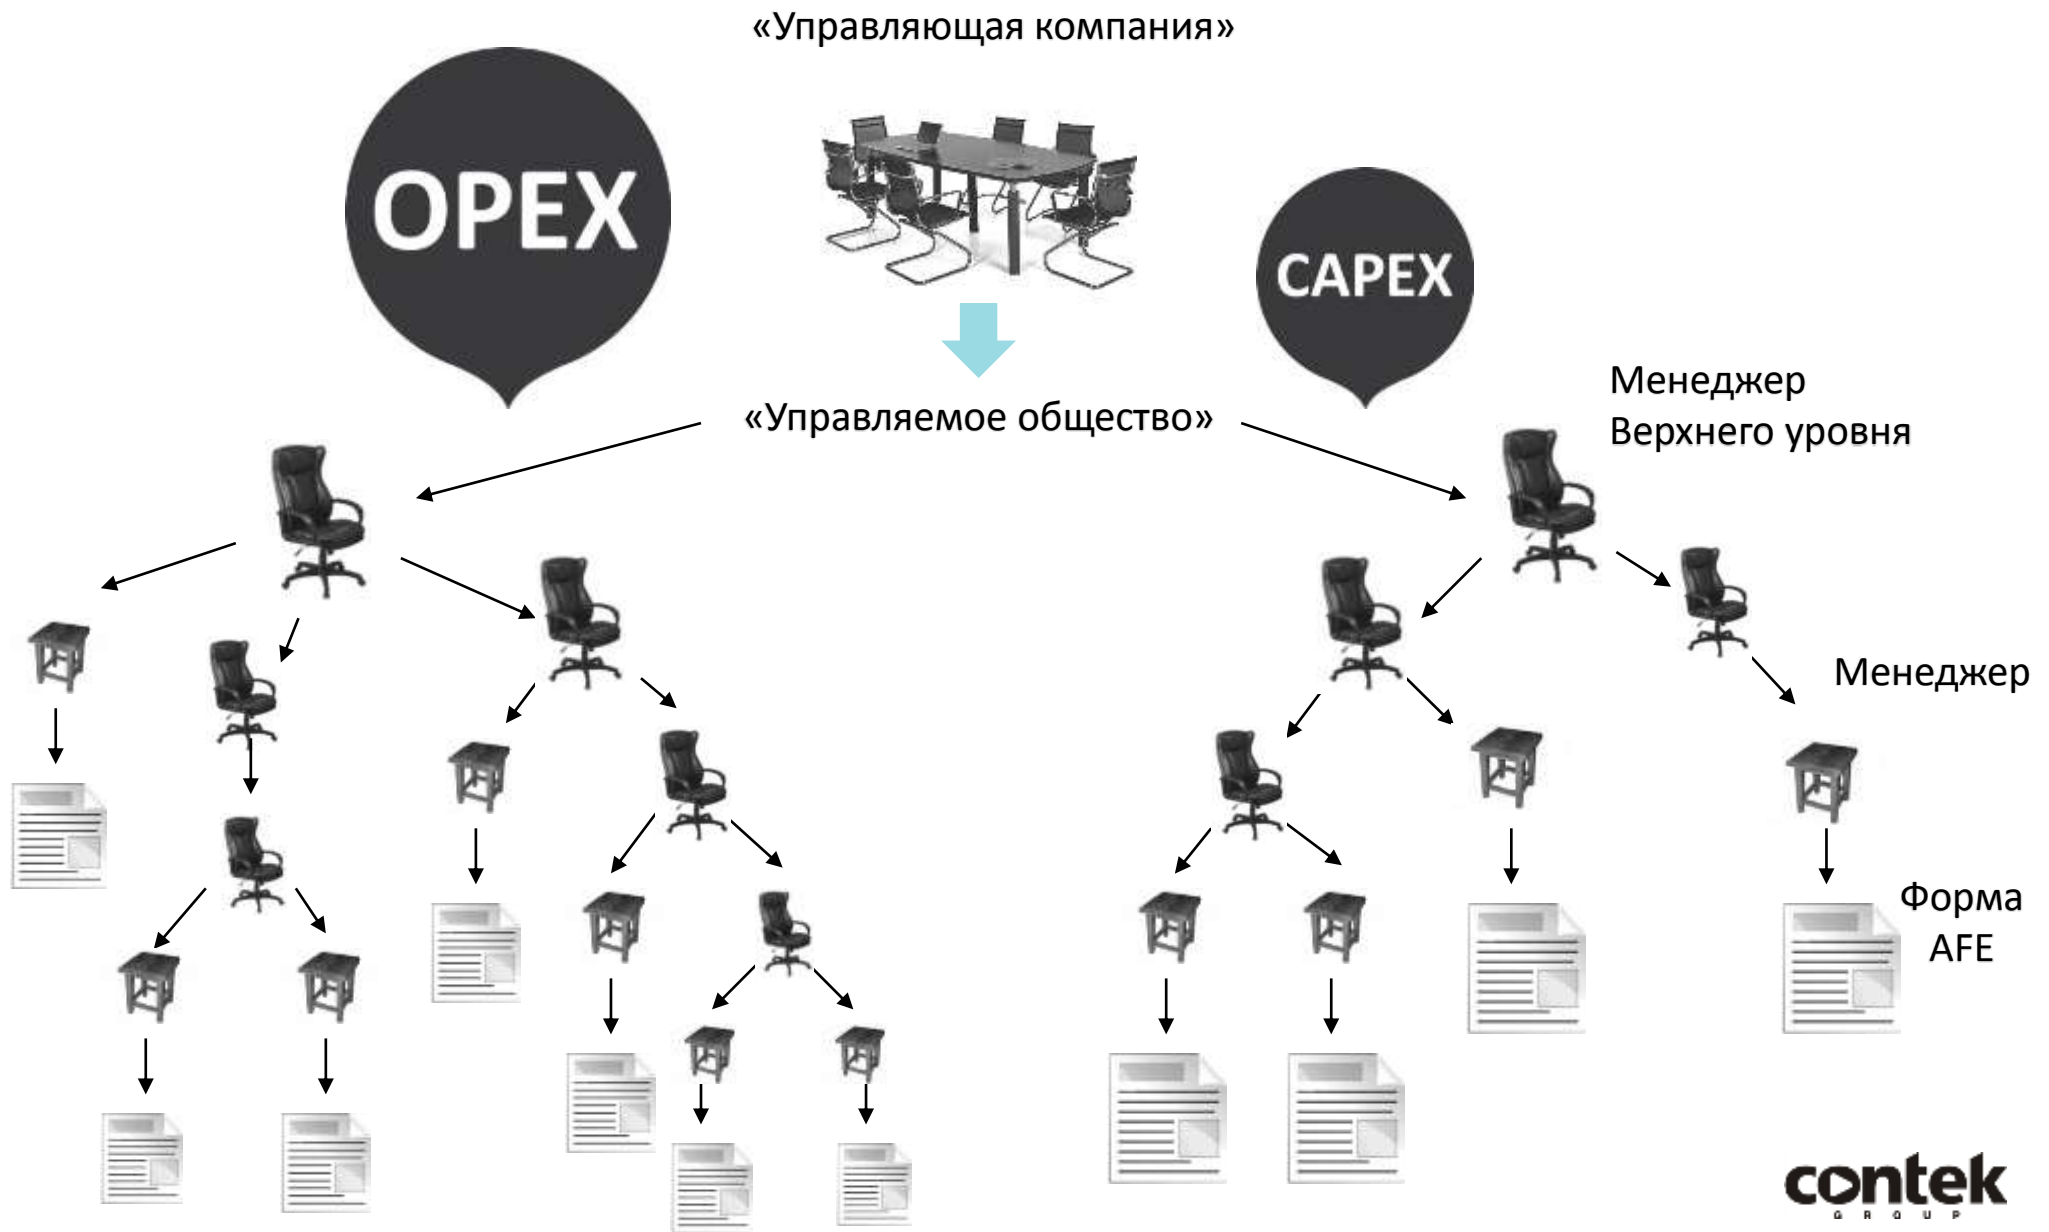 «Управляющая компания»
OPEX
CAPEX
«Управляемое общество»
Менеджер
Верхнего уровня
Менеджер
Форма
AFE
contek
GROUP